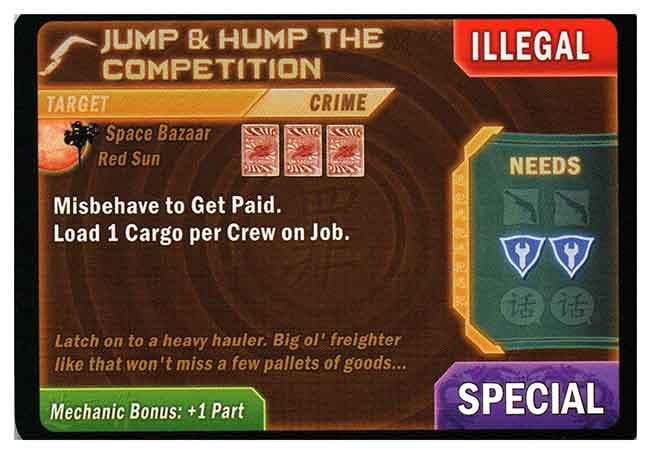 JUMP & HUMP THE
COMPETITION
ILLEGAL
TARGET
CRIME
Space Bazaar
Red Sun
NEEDS
Misbehave to Get Paid.
Load 1 Cargo per Crew on Job.
话 话
Latch on to a heavy hauler. Big ol' freighter
like that won't miss a few pallets of goods...
Mechanic Bonus: +1 Part
SPECIAL